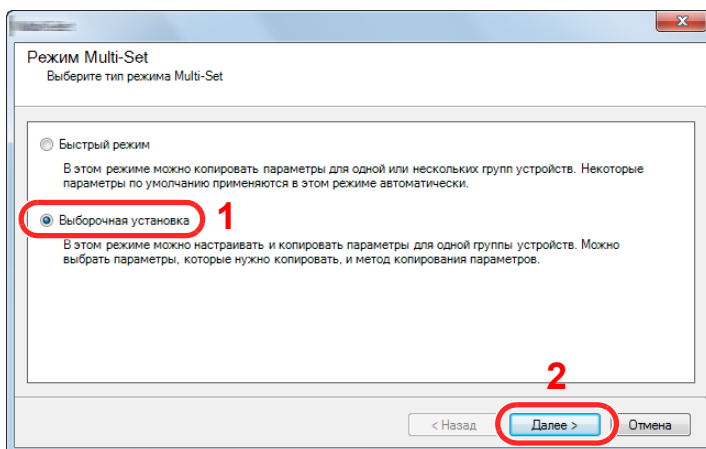 Режим Multi-Set
Выберите тип режима Multi-Set
Быстрый режим
В этом режиме можно копировать параметры для одной или нескольких групп устройств. Некоторые
параметры по умолчанию применяются в этом режиме автоматически.
Выборочная установка 1
В этом режиме можно настраивать и копировать параметры для одной группы устройств. Можно
выбрать параметры, которые нужно копировать, и метод копирования параметров.
2
< Назад Далее > Отмена